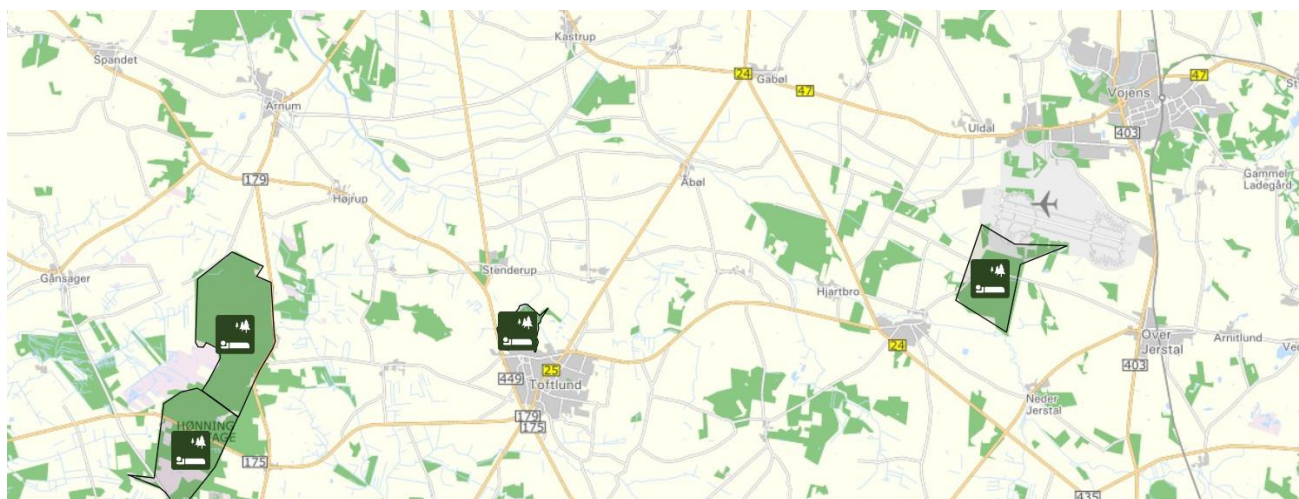 Kastrup
Spandet
24
Gabøl
47
47
Vojens
Arnum
Uldal
403
179
Åbøl
Gammel
Ladegård
Højrup
Stenderup
Gånsager
Hjartbro
Over
Jerstal
Arnitlund
24
403
25
449
Toftlund
Neder
Jerstal
179
175
HØNNING
175
435